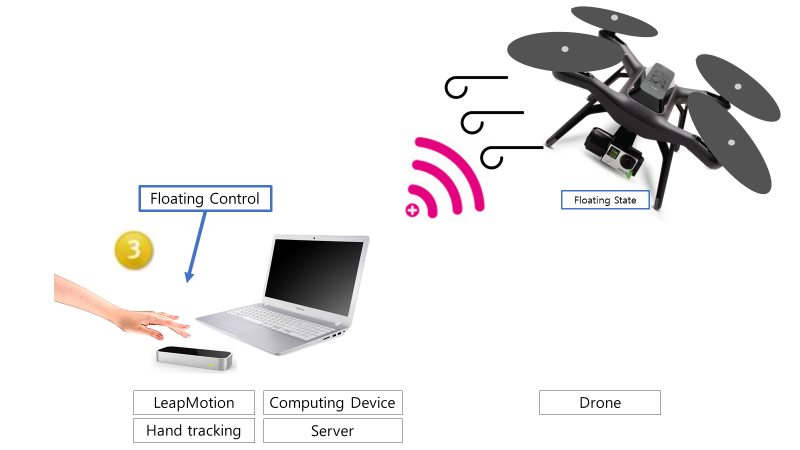 Floating Control
3
Floating State
LeapMotion
Computing Device
Drone
Hand tracking
Server